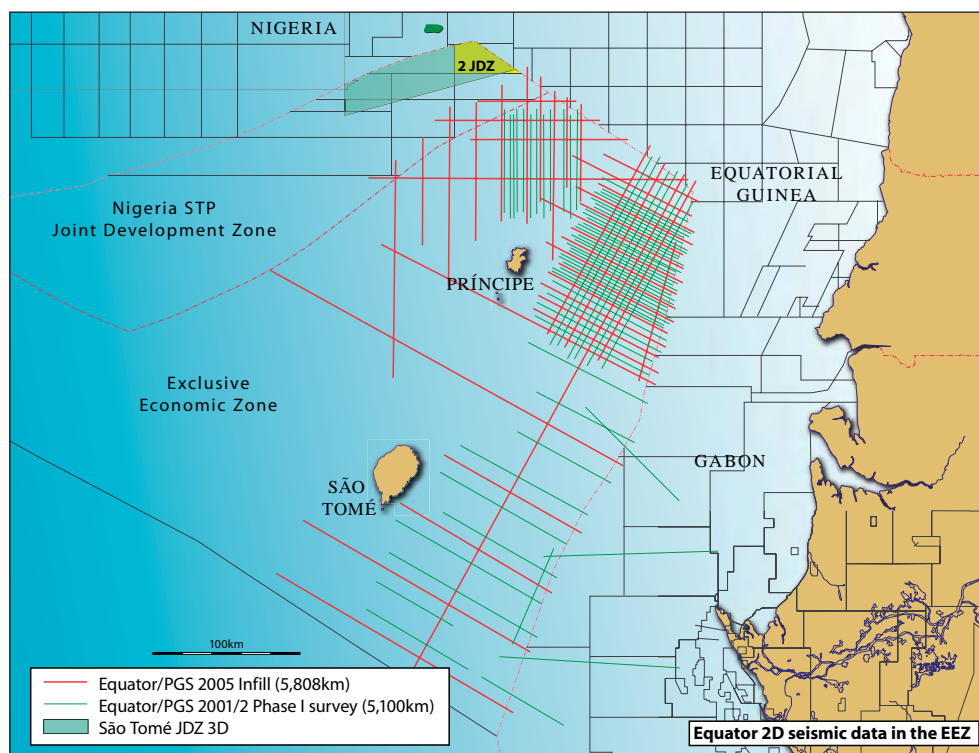 NIGERIA
2 JDZ
EQUATORIAL
GUINEA
Nigeria STP
Joint Development Zone
PRÍNCIPE
Exclusive
Economic Zone
GABON
SÃO
TOMÉ
100km
Equator/PGS 2005 Infill (5,808km)
Equator/PGS 2001/2 Phase I survey (5,100km)
São Tomé JDZ 3D
Equator 2D seismic data in the EEZ